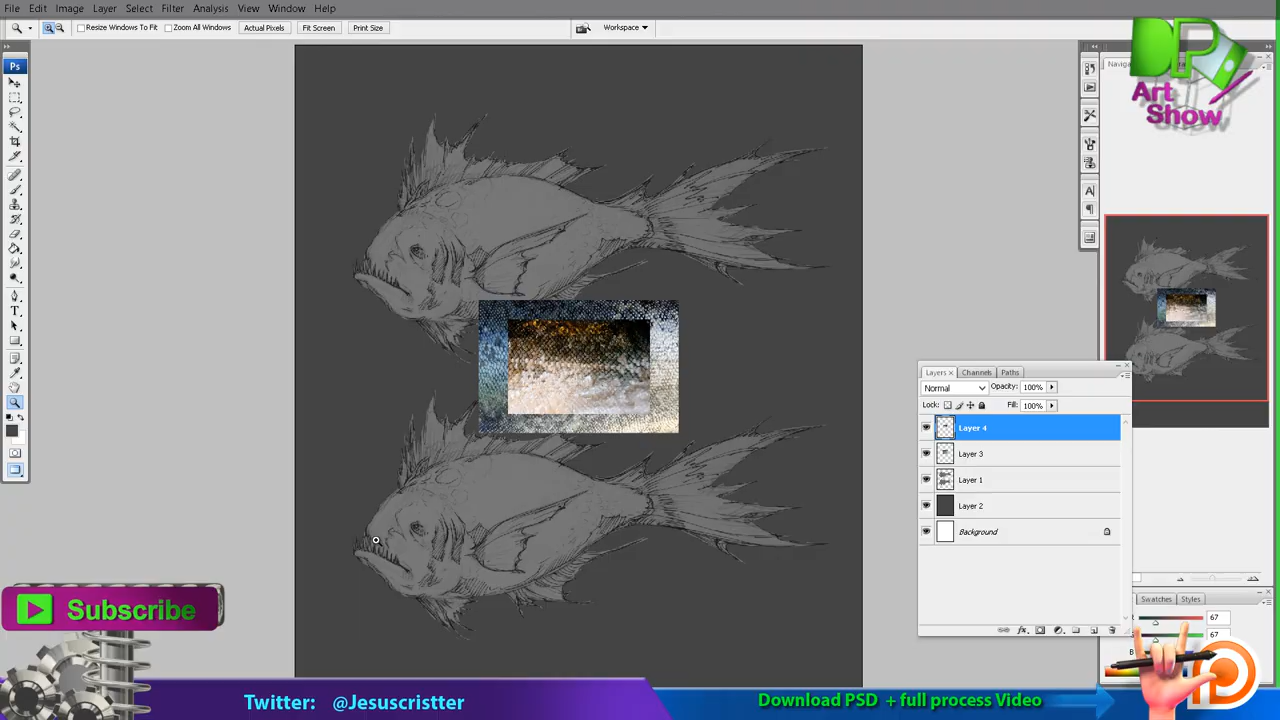 File Edit Image Layer Select Filter Analysis View Window Help
Resize Windows To Fit Zoom All Windows Actual Pixels Fit Screen Print Size Workspace
Ps
DP
Art
Show
Layers Channels Paths
Normal Opacity: 100%
Lock: Fill: 100%
Layer 4
Layer 3
Layer 1
Layer 2
Background
Swatches Styles
67
67
Subscribe
Twitter: @Jesuscristter
Download PSD + full process Video